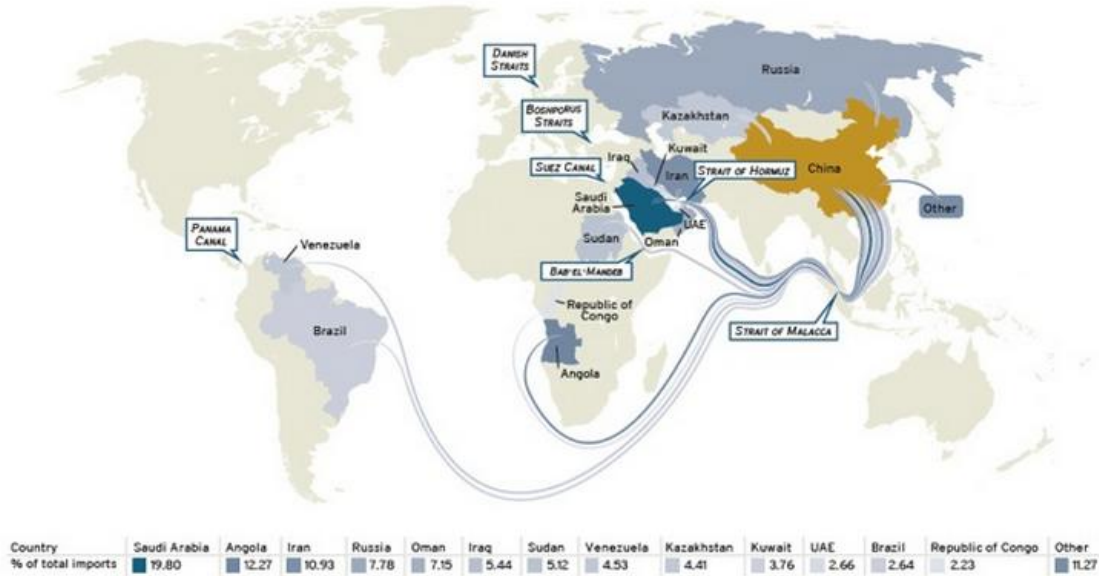 DANISH
STRAITS
Russia
BOSHPORUS
STRAITS
Kazakhstan
Kuwait
Iraq
SUEZ CANAL
Iran
STRAIT OF HORMUZ
China
Saudi
Arabia
Other
UAE
PANAMA
CANAL
Venezuela
Sudan
Oman
BAB-EL-MANDEB
Republic of
Congo
Brazil
STRAIT OF MALACCA
Angola
Country Saudi Arabia Angola Iran Russia Oman Iraq Sudan Venezuela Kazakhstan Kuwait UAE Brazil Republic of Congo Other
% of total imports 19.80 12.27 10.93 7.78 7.15 5.44 5.12 4.53 4.41 3.76 2.66 2.64 2.23 11.27